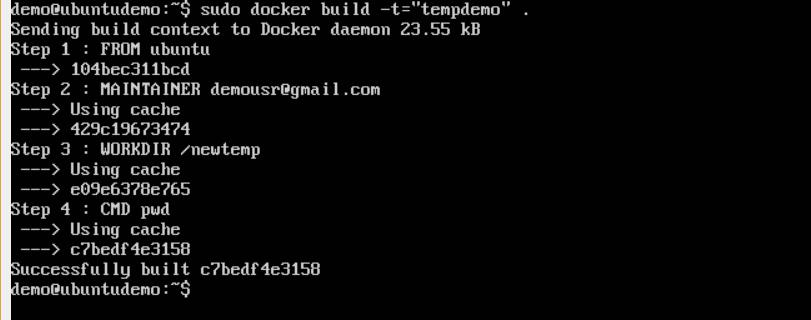 demo@ubuntudemo:~$ sudo docker build -t="tempdemo" .
Sending build context to Docker daemon 23.55 kB
Step 1 : FROM ubuntu
 ---> 104bec311bcd
Step 2 : MAINTAINER demousr@gmail.com
 ---> Using cache
 ---> 429c19673474
Step 3 : WORKDIR /newtemp
 ---> Using cache
 ---> e09e6378e765
Step 4 : CMD pwd
 ---> Using cache
 ---> c7bedf4e3158
Successfully built c7bedf4e3158
demo@ubuntudemo:~$